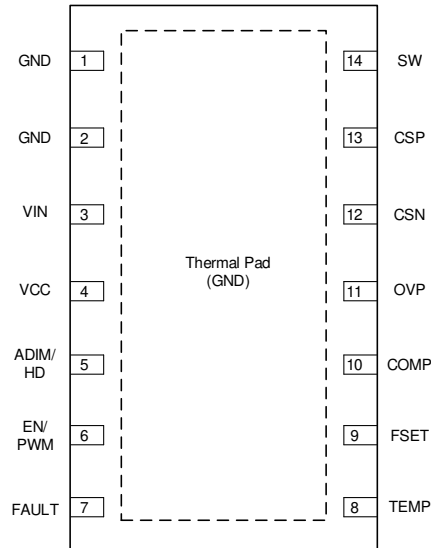 GND 1 14 SW
GND 2 13 CSP
VIN 3 12 CSN
Thermal Pad
(GND)
VCC 4 11 OVP
ADIM/
HD 5 10 COMP
EN/
PWM 6 9 FSET
FAULT 7 8 TEMP